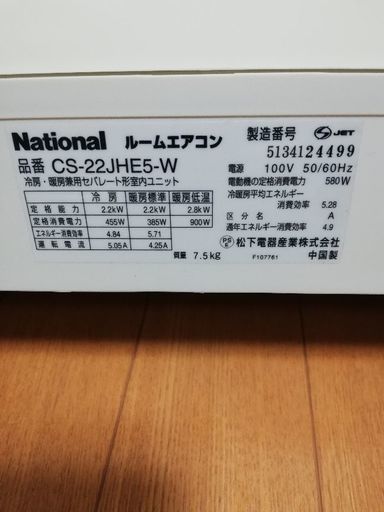 National ルームエアコン
品番 CS-22JHE5-W
冷房・暖房兼用セパレート形室内ユニット
冷房 暖房標準 暖房低温
定格能力 2.2kW 2.2kW 2.8kW
定格消費電力 455W 385W 900W
エネルギー消費効率 4.84 5.71
運転電流 5.05A 4.25A
質量 7.5kg
製造番号 JET
5134124499
電源 100V 50/60Hz
電動機の定格消費電力 580W
冷暖房平均エネルギー
消費効率 5.28
区分名 A
通年エネルギー消費効率 4.9
PS E 松下電器産業株式会社
F107761 中国製